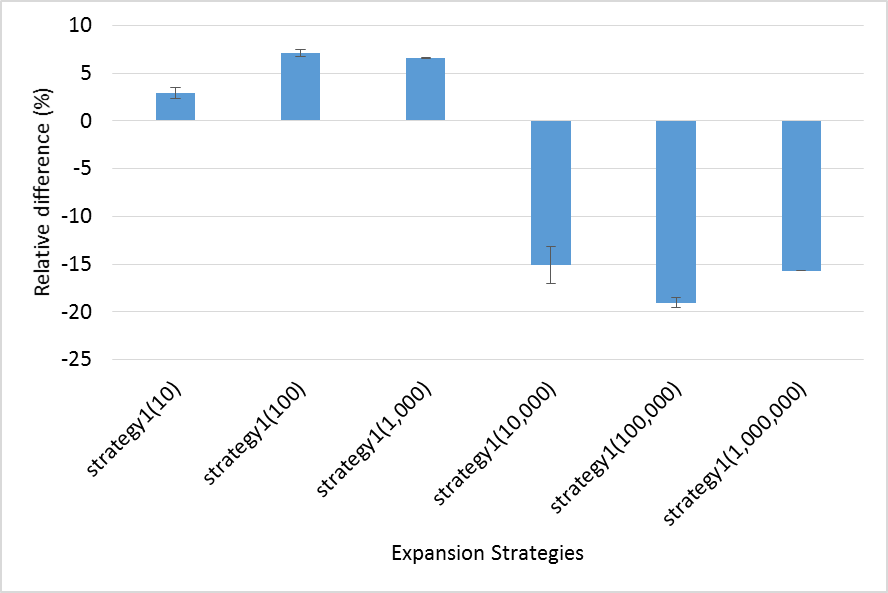 10
5
0
-5
-10
-15
-20
-25
Relative difference (%)
strategy1(10)
strategy1(100)
strategy1(1,000)
strategy1(10,000)
strategy1(100,000)
strategy1(1,000,000)
Expansion Strategies